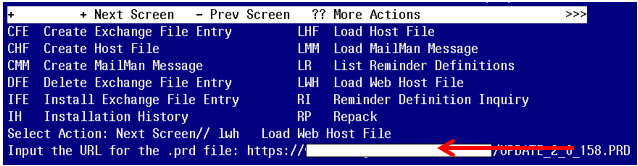 + + Next Screen - Prev Screen ?? More Actions >>>
CFE Create Exchange File Entry LHF Load Host File
CHF Create Host File LMM Load MailMan Message
CMM Create MailMan Message LR List Reminder Definitions
DFE Delete Exchange File Entry LWH Load Web Host File
IFE Install Exchange File Entry RI Reminder Definition Inquiry
IH Installation History RP Repack
Select Action: Next Screen// lwh Load Web Host File
Input the URL for the .prd file: https:// /UPDATE_2_0_158.PRD